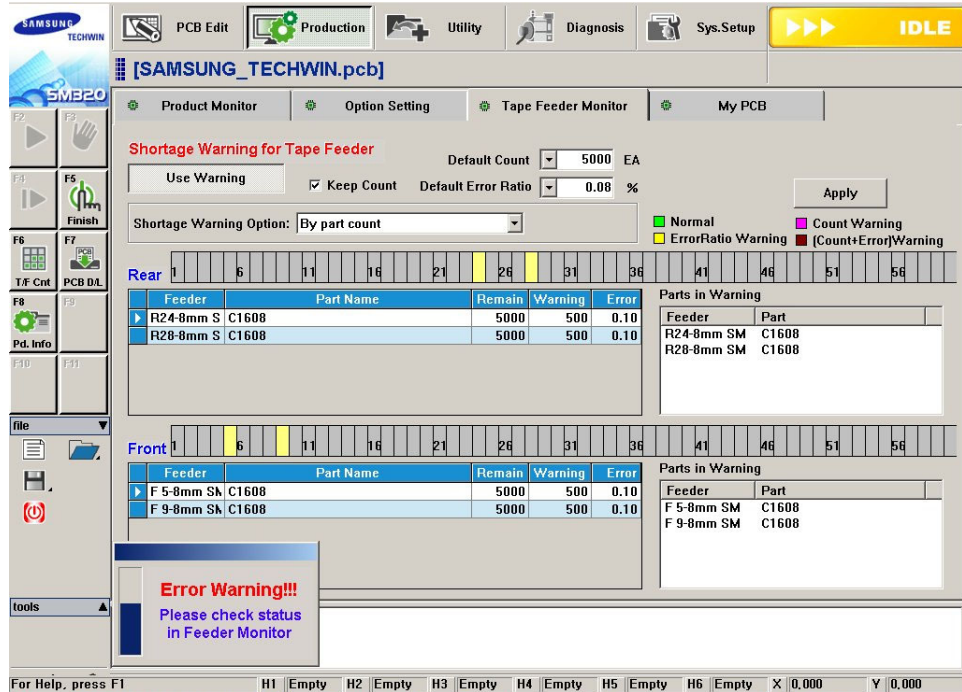 SAMSUNG TECHWIN
SM320
PCB Edit
Production
Utility
Diagnosis
Sys.Setup
IDLE
[SAMSUNG_TECHWIN.pcb]
Product Monitor
Option Setting
Tape Feeder Monitor
My PCB
F2
F3
F4
F5
Finish
F6
T/F Cnt
F7
PCB
PCB D/L
F8
Pd. Info
F9
F10
F11
file
tools
Shortage Warning for Tape Feeder
Use Warning
Keep Count
Default Count 5000 EA
Default Error Ratio 0.08 %
Apply
Shortage Warning Option: By part count
Normal
Count Warning
ErrorRatio Warning
(Count+Error)Warning
Rear 1 6 11 16 21 26 31 36 41 46 51 56
Feeder Part Name Remain Warning Error
R24-8mm S C1608 5000 500 0.10
R28-8mm S C1608 5000 500 0.10
Parts in Warning
Feeder Part
R24-8mm SM C1608
R28-8mm SM C1608
Front 1 6 11 16 21 26 31 36 41 46 51 56
Feeder Part Name Remain Warning Error
F 5-8mm SM C1608 5000 500 0.10
F 9-8mm SM C1608 5000 500 0.10
Parts in Warning
Feeder Part
F 5-8mm SM C1608
F 9-8mm SM C1608
Error Warning!!!
Please check status
in Feeder Monitor
For Help, press F1
H1 Empty H2 Empty H3 Empty H4 Empty H5 Empty H6 Empty X 0,000 Y 0,000